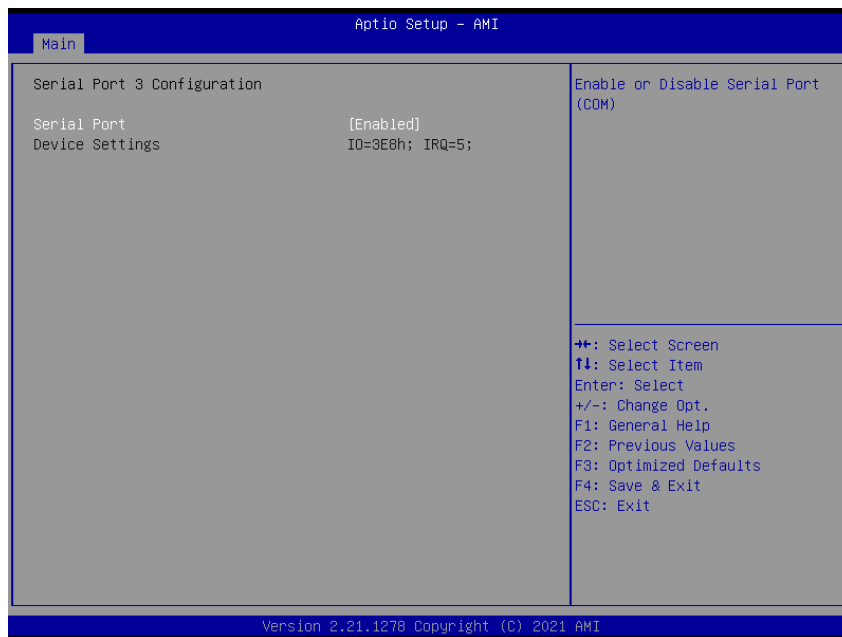 Aptio Setup – AMI
Main
Serial Port 3 Configuration
Serial Port [Enabled]
Device Settings IO=3E8h; IRQ=5;
Enable or Disable Serial Port
(COM)
→←: Select Screen
↑↓: Select Item
Enter: Select
+/-: Change Opt.
F1: General Help
F2: Previous Values
F3: Optimized Defaults
F4: Save & Exit
ESC: Exit
Version 2.21.1278 Copyright (C) 2021 AMI